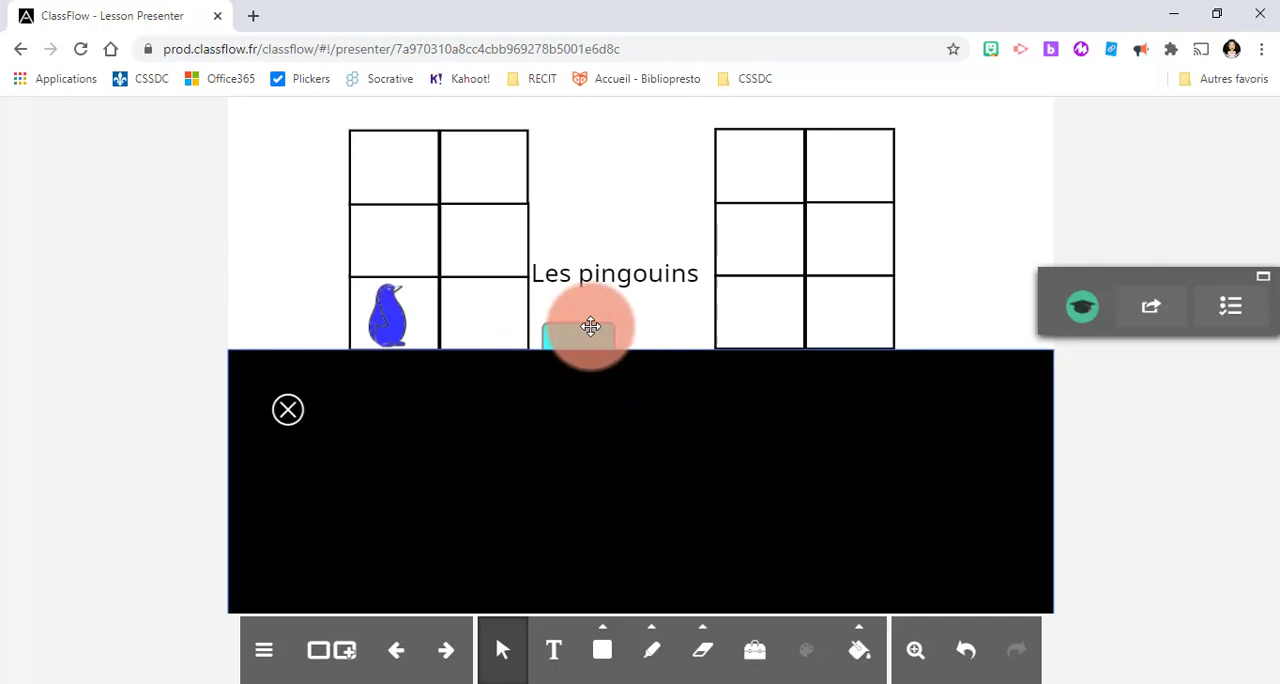 ClassFlow - Lesson Presenter
prod.classflow.fr/classflow/#!/presenter/7a970310a8cc4cbb969278b5001e6d8c
Applications CSSDC Office365 Plickers Socrative K! Kahoot! RECIT Accueil - Bibliopresto CSSDC Autres favoris
Les pingouins
T